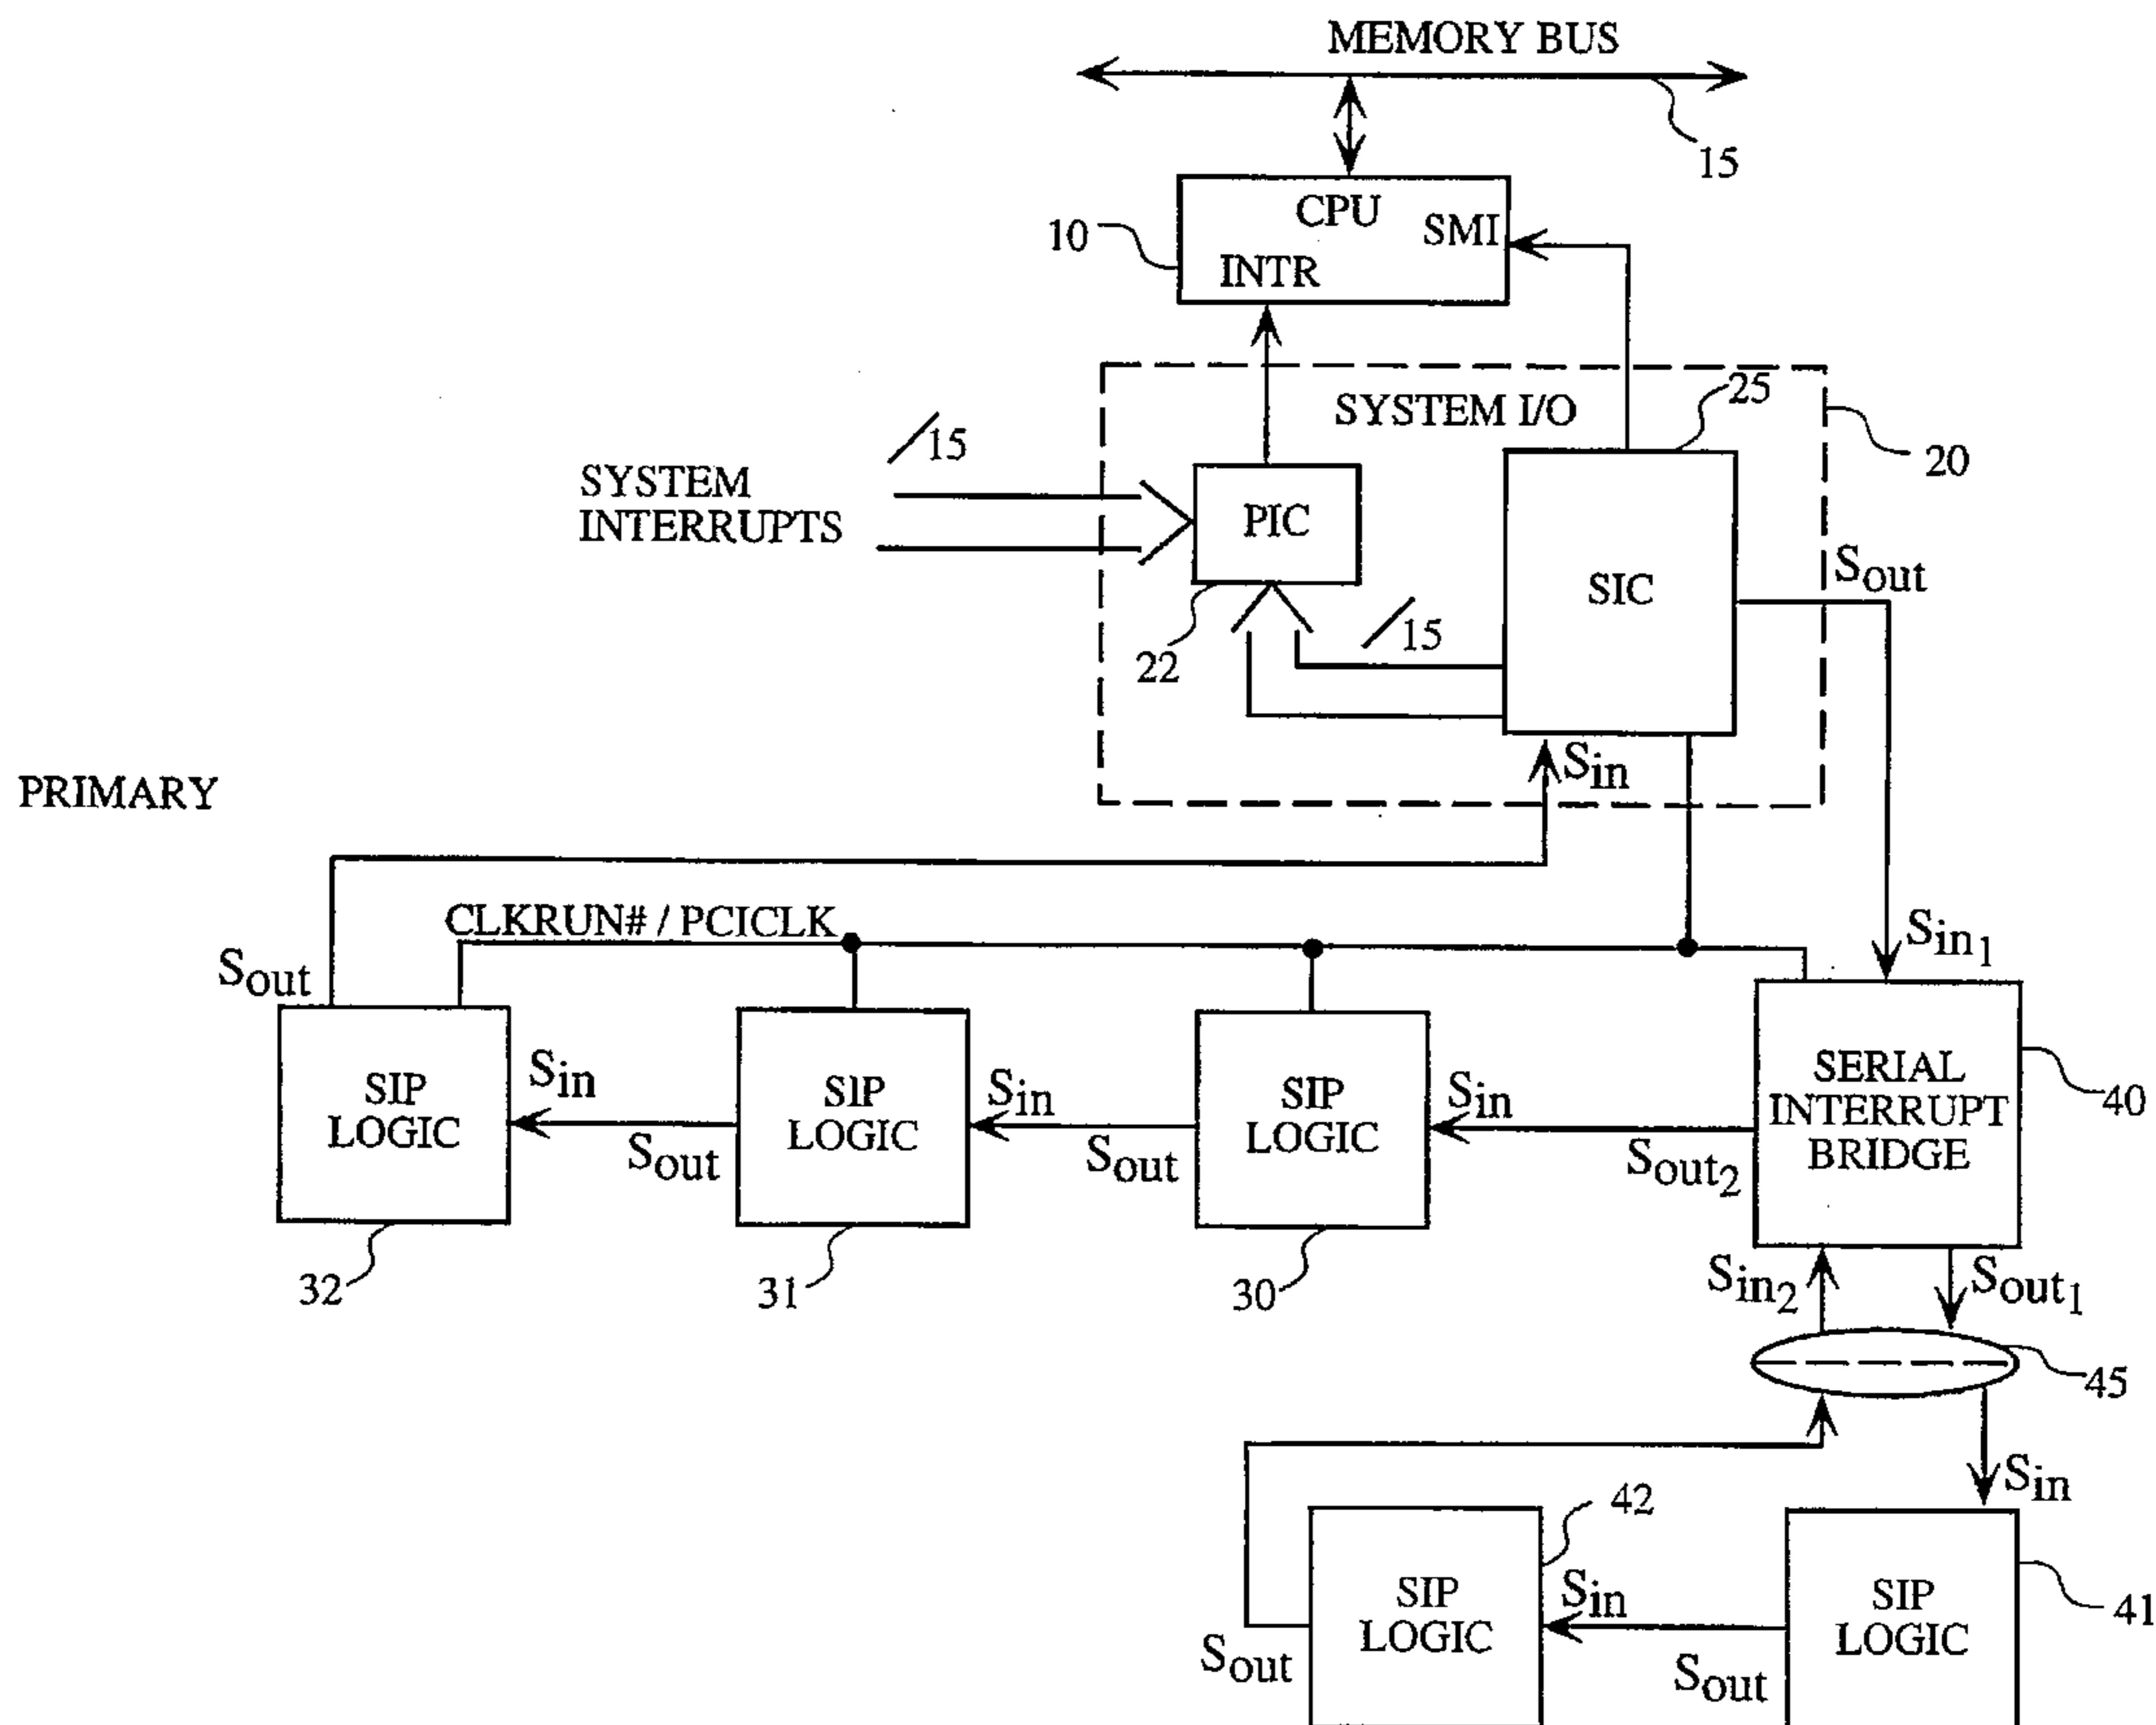 MEMORY BUS
15
CPU
10
SMI
INTR
25
SYSTEM I/O
15
20
SYSTEM
INTERRUPTS
PIC
Sout
SIC
15
22
Sin
PRIMARY
CLKRUN# / PCICLK
Sin1
Sout
SIP
LOGIC
Sin
Sout
SIP
LOGIC
Sin
Sout
SIP
LOGIC
Sin
Sout2
SERIAL
INTERRUPT
BRIDGE
40
32
31
30
Sin2
Sout1
45
Sin
42
SIP
LOGIC
Sin
SIP
LOGIC
41
Sout
Sout